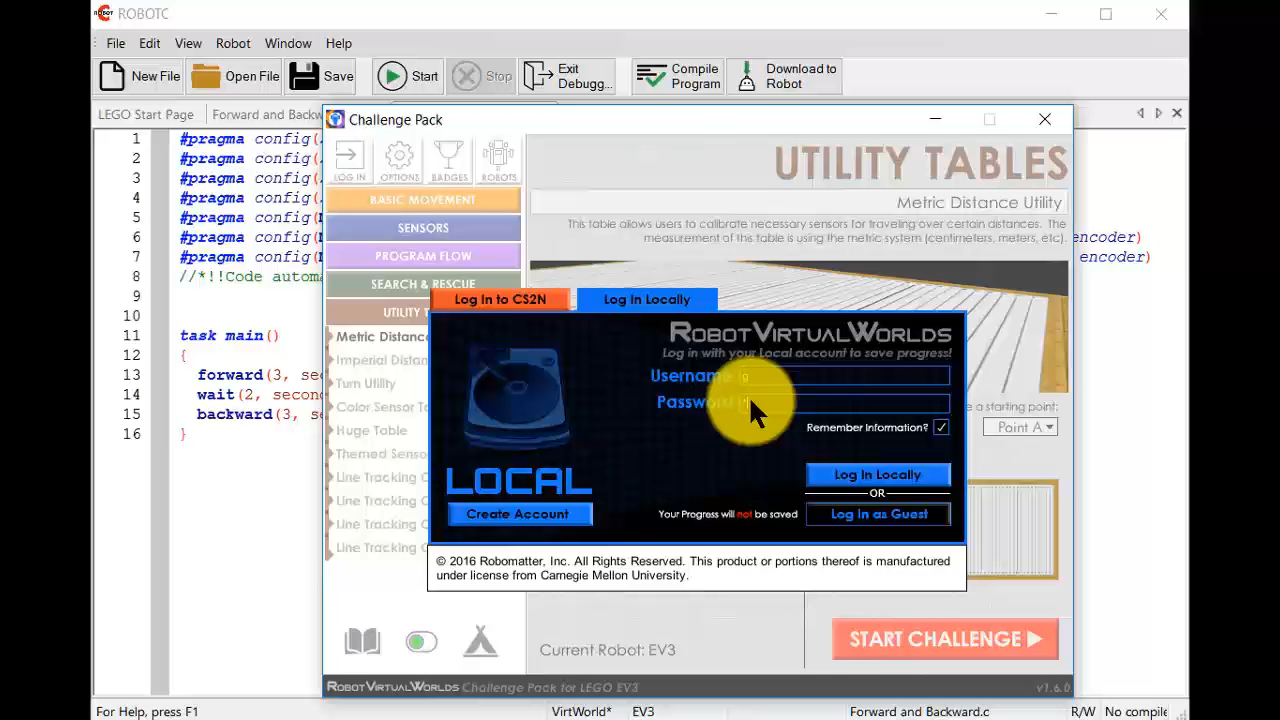 ROBOTC
File Edit View Robot Window Help
New File Open File Save Start Stop Exit Debugg... Compile Program Download to Robot
LEGO Start Page Forward and Backw
Challenge Pack
1 #pragma config(
2 #pragma config(
3 #pragma config(
4 #pragma config(
5 #pragma config(
6 #pragma config( encoder)
7 #pragma config( encoder)
8 //*!!Code automa
9
10
11 task main()
12 {
13 forward(3, sec
14 wait(2, second
15 backward(3,
16 }
LOG IN OPTIONS BADGES ROBOTS
BASIC MOVEMENT
SENSORS
PROGRAM FLOW
SEARCH & RESCUE
UTILITY T
Metric Distanc
Imperial Distan
Turn Utility
Color Sensor T
Huge Table
Themed Senso
Line Tracking
Line Tracking
Line Tracking
Line Tracking
UTILITY TABLES
Metric Distance Utility
This table allows users to calibrate necessary sensors for traveling over certain distances. The
measurement of this table is using the metric system (centimeters, meters, etc).
Log In to CS2N Log In Locally
ROBOTVIRTUALWORLDS
Log in with your Local account to save progress!
Username
Password
Remember Information?
LOCAL
Log In Locally
OR
Create Account
Your Progress will not be saved Log In as Guest
© 2016 Robomatter, Inc. All Rights Reserved. This product or portions thereof is manufactured
under license from Carnegie Mellon University.
e a starting point:
Point A
Current Robot: EV3
START CHALLENGE
ROBOTVIRTUALWORLDS Challenge Pack for LEGO EV3 v1.6.0
For Help, press F1 VirtWorld* EV3 Forward and Backward.c R/W No compile